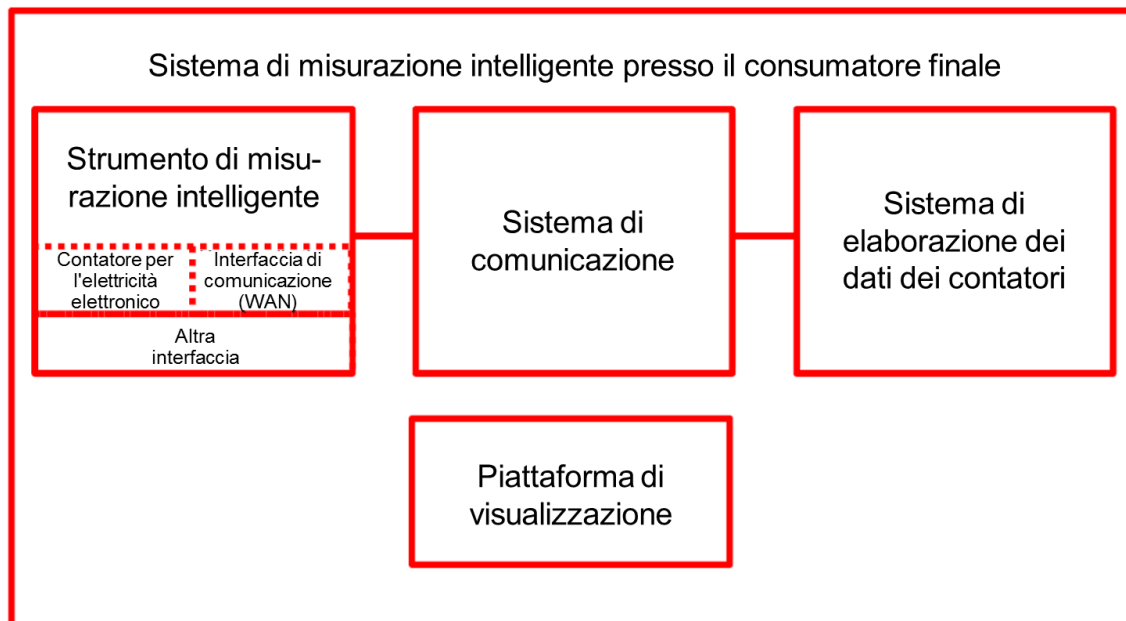 Sistema di misurazione intelligente presso il consumatore finale
Strumento di misu-
razione intelligente
Contatore per
l'elettricità
elettronico
Interfaccia di
comunicazione
(WAN)
Altra
interfaccia
Sistema di
comunicazione
Sistema di
elaborazione dei
dati dei contatori
Piattaforma di
visualizzazione